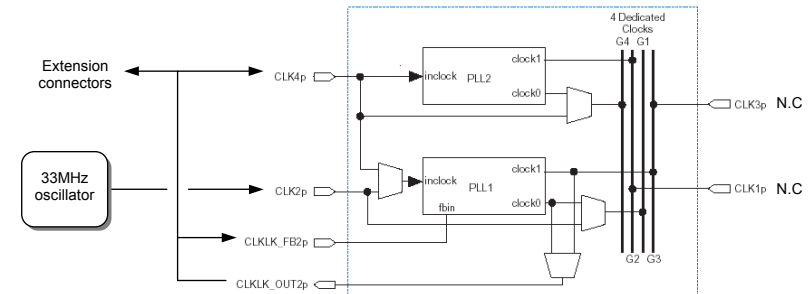 4 Dedicated
Clocks
G4 G1
Extension
connectors
CLK4p
inclock
PLL2
clock1
clock0
CLK3p N.C
33MHz
oscillator
CLK2p
inclock
PLL1
clock1
clock0
fbin
CLK1p N.C
CLKLK_FB2p
G2 G3
CLKLK_OUT2p